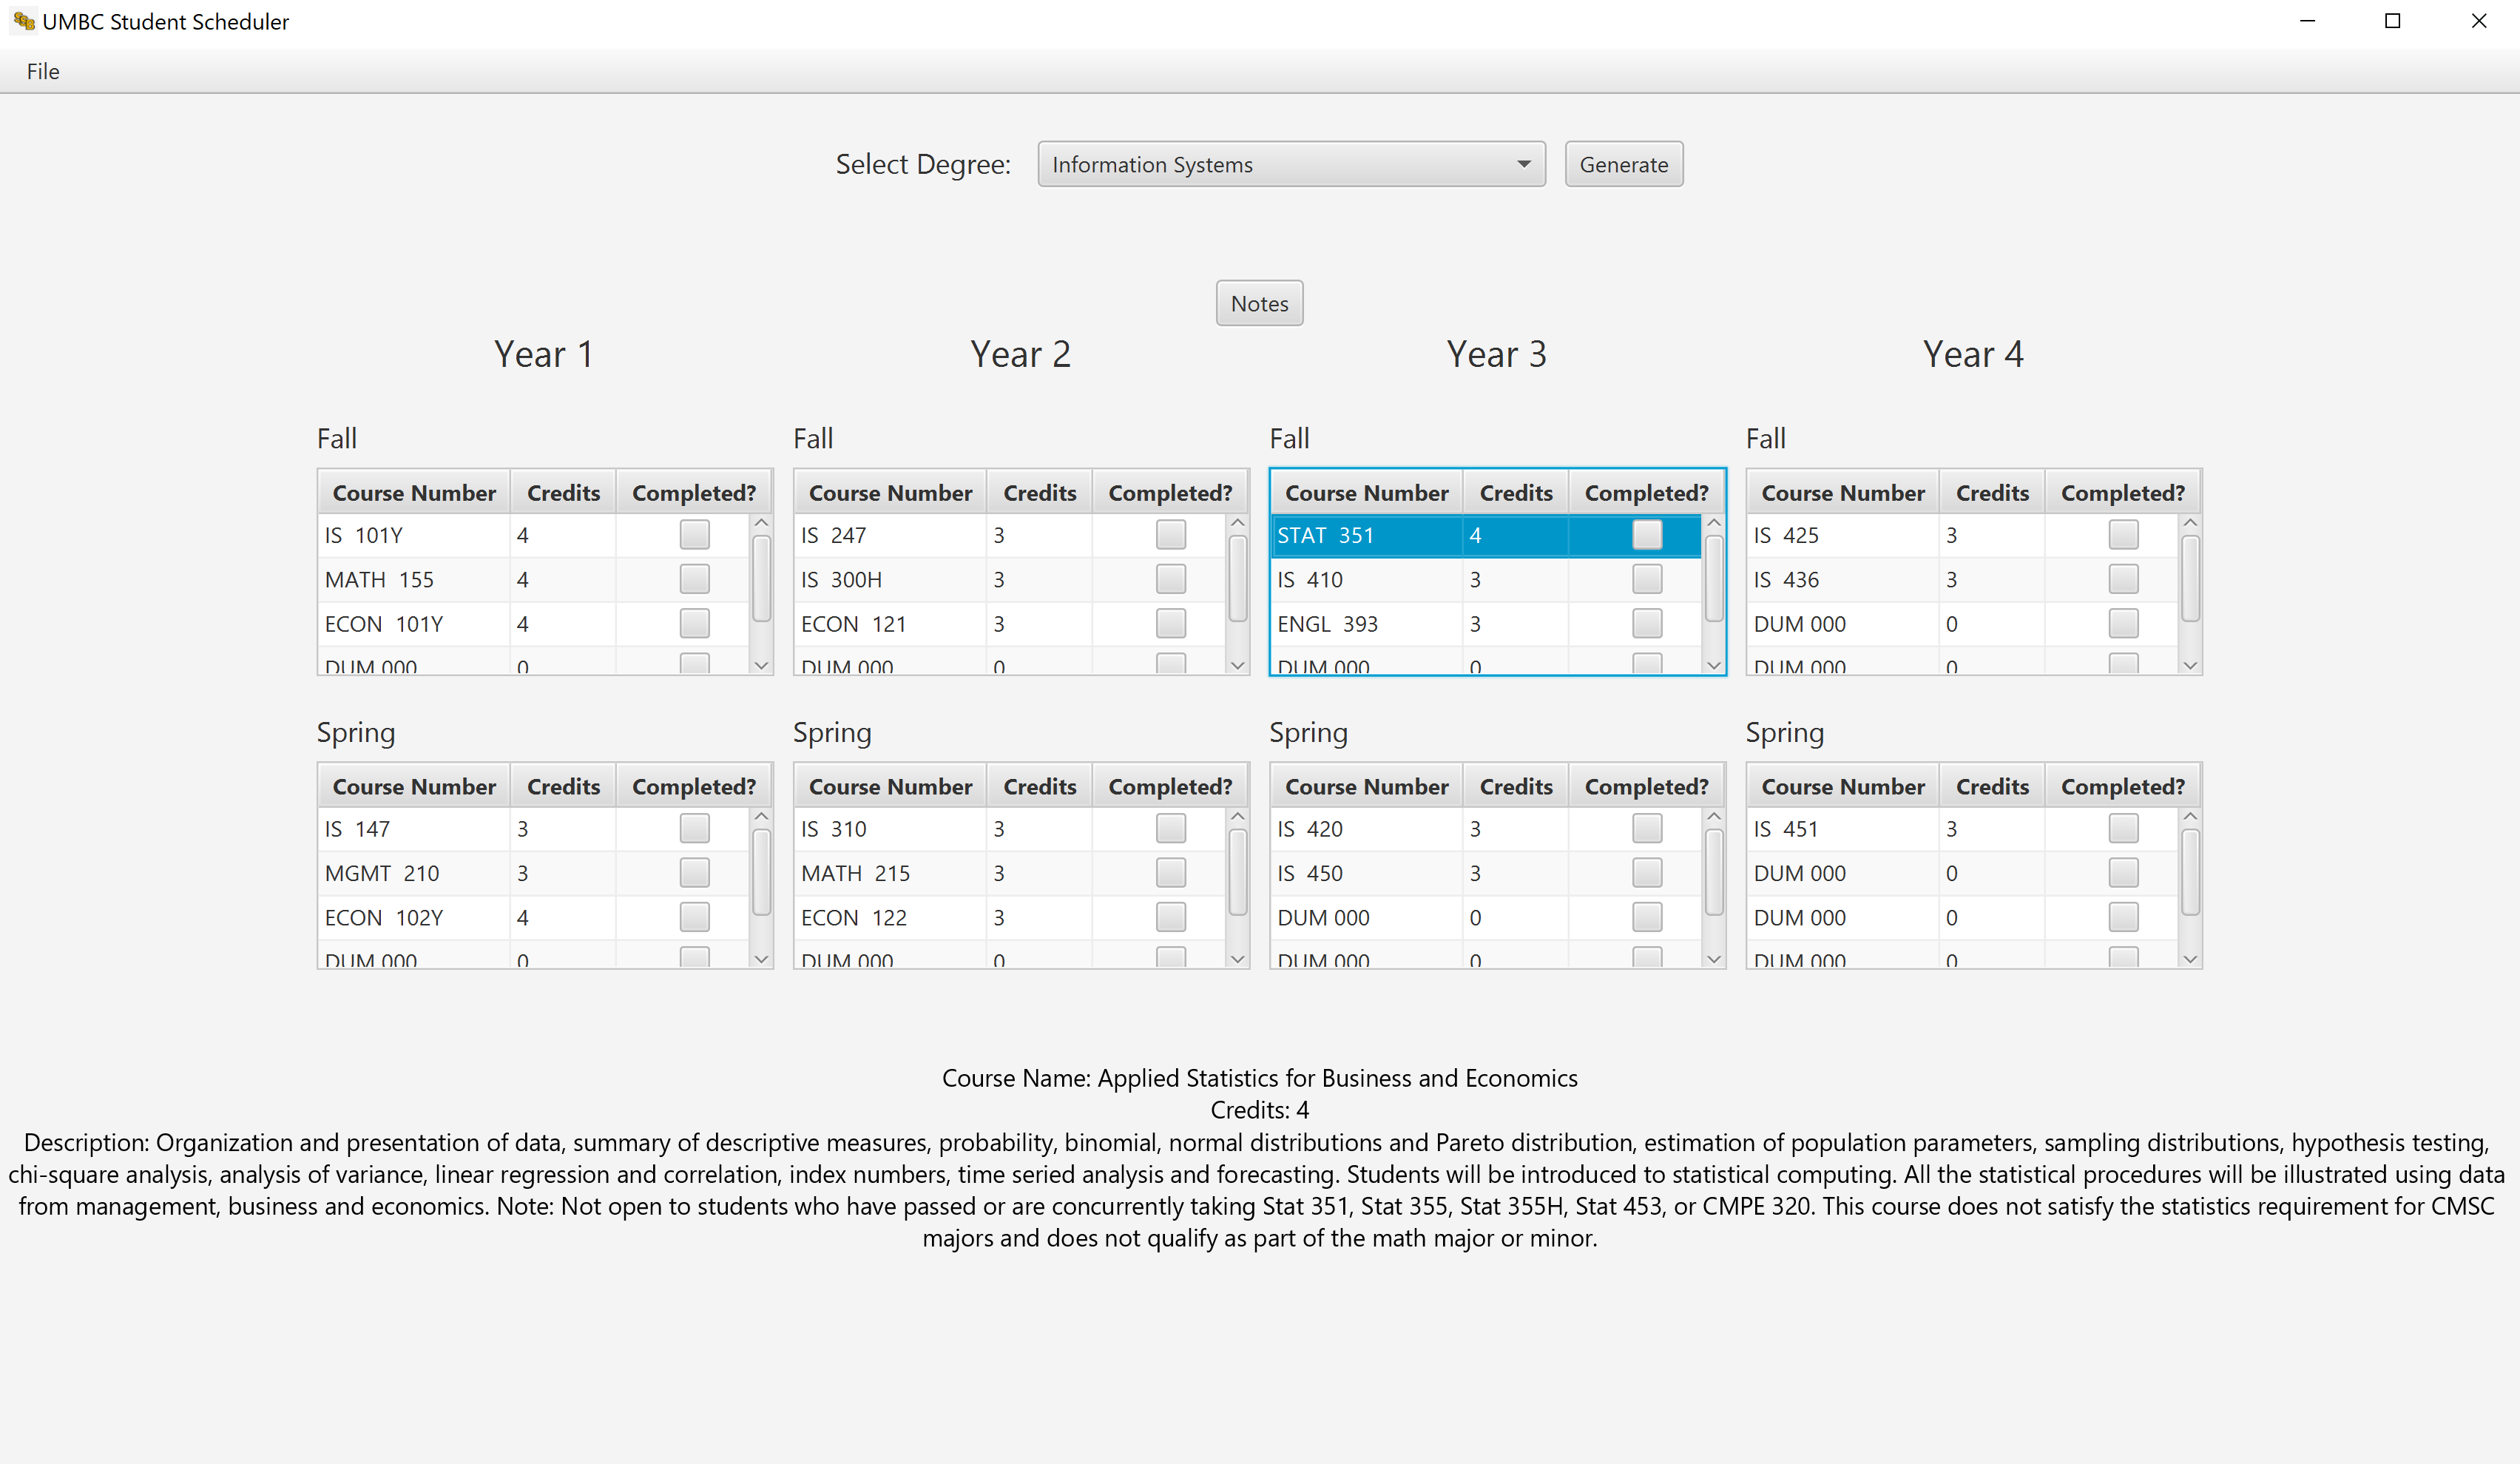 UMBC Student Scheduler
File
Select Degree: Information Systems Generate
Notes
Year 1 Year 2 Year 3 Year 4
Fall Fall Fall Fall
Course Number Credits Completed? Course Number Credits Completed? Course Number Credits Completed? Course Number Credits Completed?
IS 101Y 4 IS 247 3 STAT 351 4 IS 425 3
MATH 155 4 IS 300H 3 IS 410 3 IS 436 3
ECON 101Y 4 ECON 121 3 ENGL 393 3 DUM 000 0
DUM 000 0 DUM 000 0 DUM 000 0 DUM 000 0
Spring Spring Spring Spring
Course Number Credits Completed? Course Number Credits Completed? Course Number Credits Completed? Course Number Credits Completed?
IS 147 3 IS 310 3 IS 420 3 IS 451 3
MGMT 210 3 MATH 215 3 IS 450 3 DUM 000 0
ECON 102Y 4 ECON 122 3 DUM 000 0 DUM 000 0
DUM 000 0 DUM 000 0 DUM 000 0 DUM 000 0
Course Name: Applied Statistics for Business and Economics
Credits: 4
Description: Organization and presentation of data, summary of descriptive measures, probability, binomial, normal distributions and Pareto distribution, estimation of population parameters, sampling distributions, hypothesis testing,
chi-square analysis, analysis of variance, linear regression and correlation, index numbers, time seried analysis and forecasting. Students will be introduced to statistical computing. All the statistical procedures will be illustrated using data
from management, business and economics. Note: Not open to students who have passed or are concurrently taking Stat 351, Stat 355, Stat 355H, Stat 453, or CMPE 320. This course does not satisfy the statistics requirement for CMSC
majors and does not qualify as part of the math major or minor.